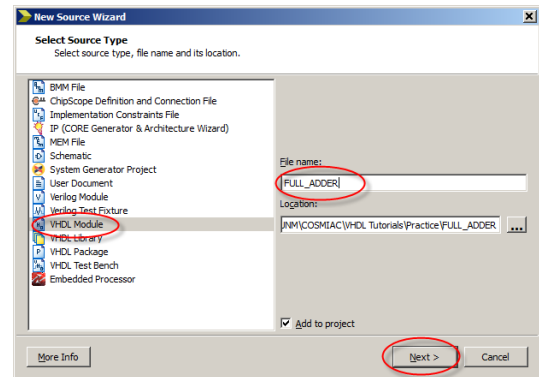 New Source Wizard
Select Source Type
Select source type, file name and its location.
BMM File
ChipScope Definition and Connection File
Implementation Constraints File
IP (CORE Generator & Architecture Wizard)
MEM File
Schematic
System Generator Project
User Document
Verilog Module
Verilog Test Fixture
VHDL Module
VHDL Library
VHDL Package
VHDL Test Bench
Embedded Processor
File name:
FULL_ADDER
Location:
JNM\COSMIAC\VHDL Tutorials\Practice\FULL_ADDER
...
Add to project
More Info
Next >
Cancel